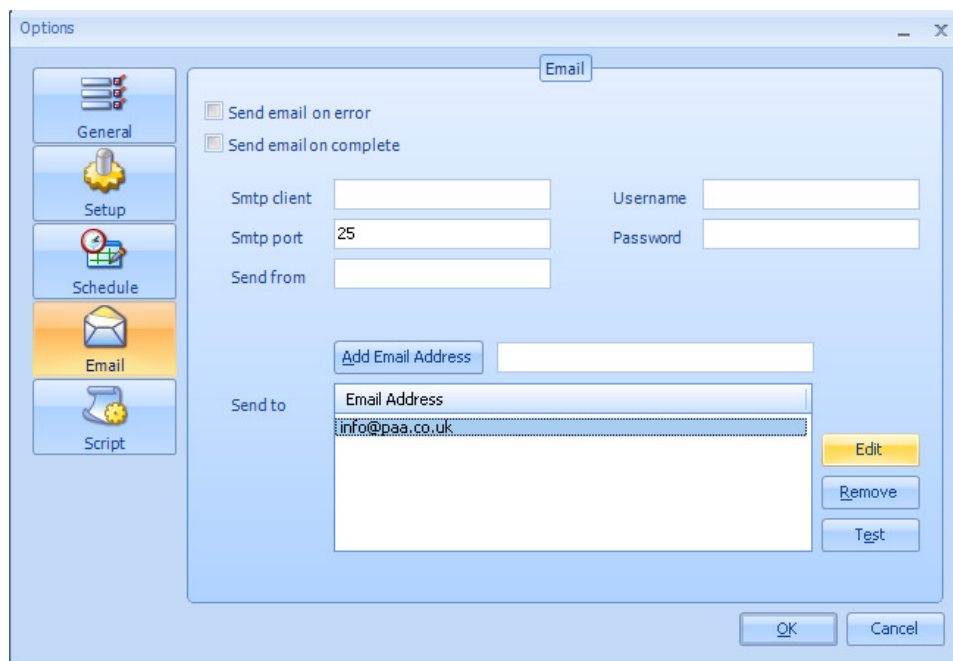 Options
General
Setup
Schedule
Email
Script
Email
Send email on error
Send email on complete
Smtp client
Username
Smtp port 25
Password
Send from
Add Email Address
Send to
Email Address
info@paa.co.uk
Edit
Remove
Test
OK
Cancel